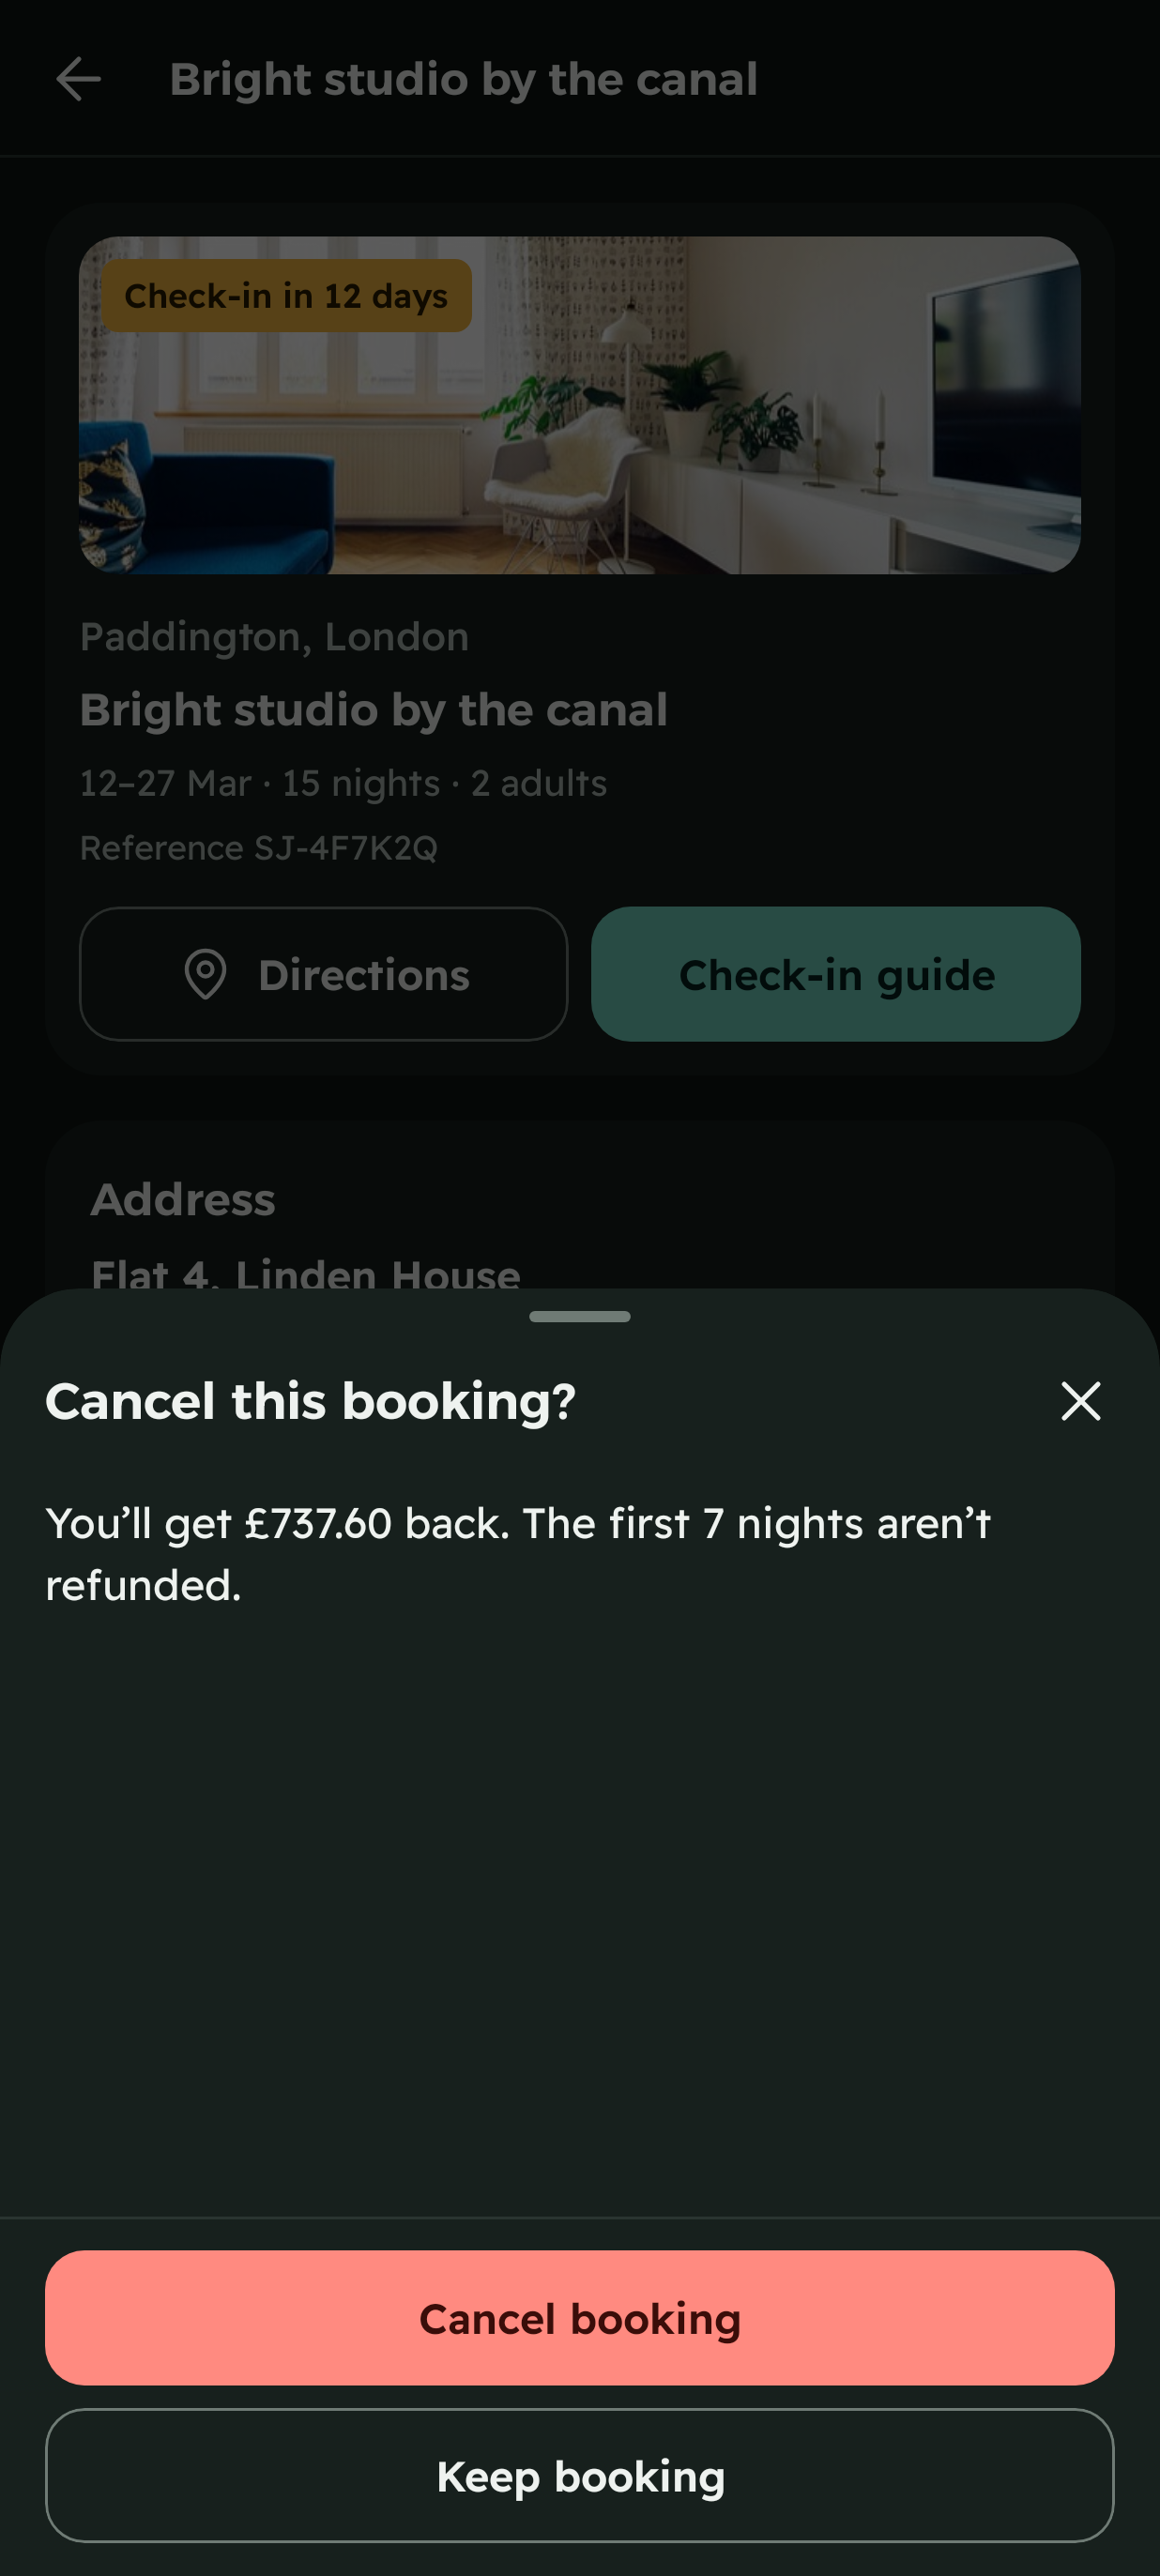 Bright studio by the canal
Check-in in 12 days
Paddington, London
Bright studio by the canal
12–27 Mar · 15 nights · 2 adults
Reference SJ-4F7K2Q
Directions
Check-in guide
Address
Flat 4, Linden House
Cancel this booking?
You’ll get £737.60 back. The first 7 nights aren’t
refunded.
Cancel booking
Keep booking